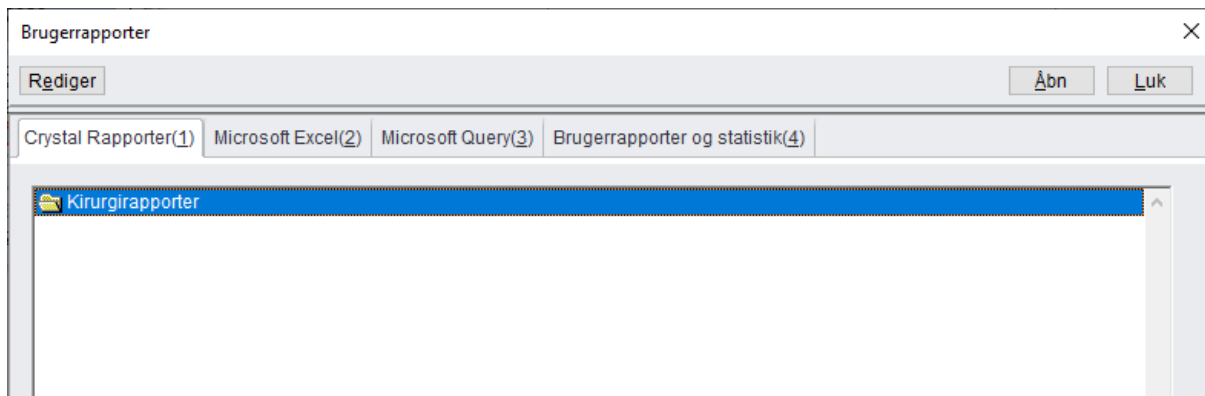 Brugerrapporter
Rediger Åbn Luk
Crystal Rapporter(1) Microsoft Excel(2) Microsoft Query(3) Brugerrapporter og statistik(4)
Kirurgirapporter